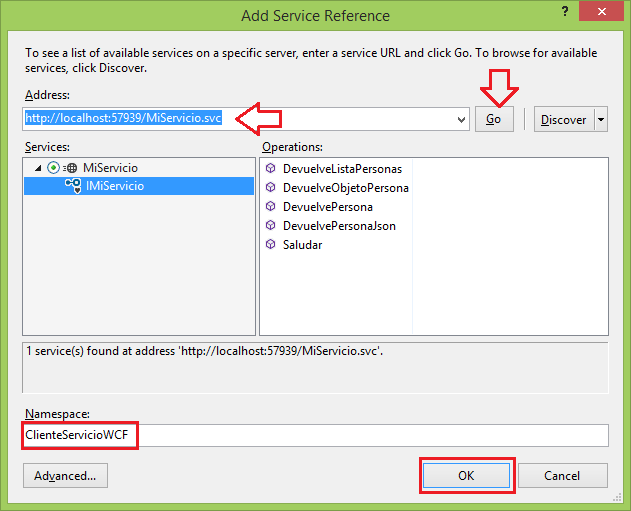 Add Service Reference
?
To see a list of available services on a specific server, enter a service URL and click Go. To browse for available
services, click Discover.
Address:
http://localhost:57939/MiServicio.svc
Go
Discover
Services:
Operations:
MiServicio
IMiServicio
DevuelveListaPersonas
DevuelveObjetoPersona
DevuelvePersona
DevuelvePersonaJson
Saludar
1 service(s) found at address 'http://localhost:57939/MiServicio.svc'.
Namespace:
ClienteServicioWCF
Advanced...
OK
Cancel